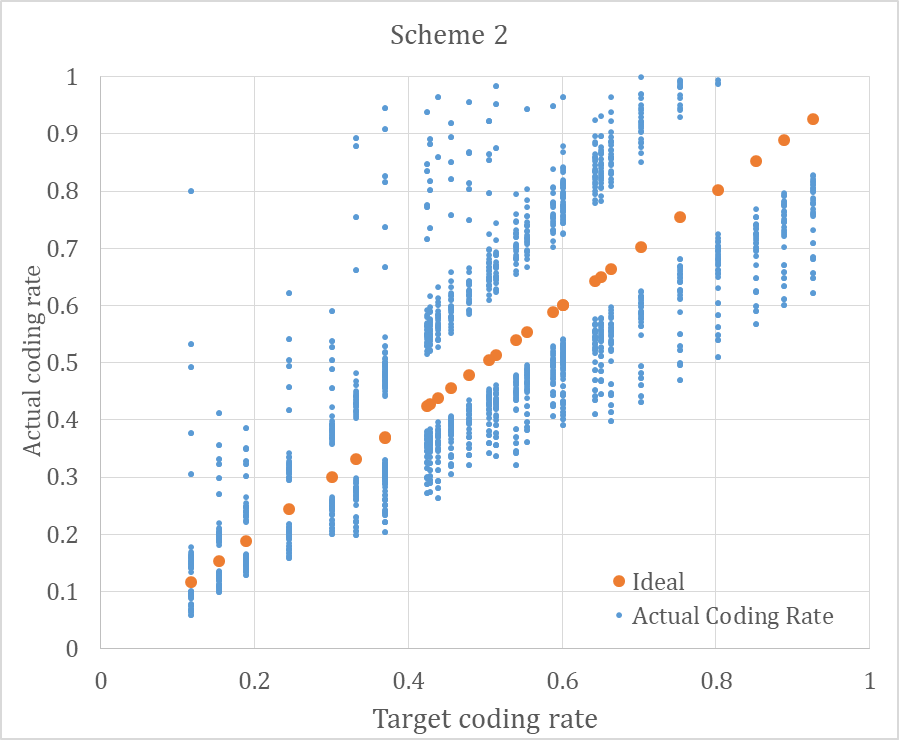 Scheme 2
Actual coding rate
1
0.9
0.8
0.7
0.6
0.5
0.4
0.3
0.2
0.1
0
Ideal
Actual Coding Rate
0 0.2 0.4 0.6 0.8 1
Target coding rate